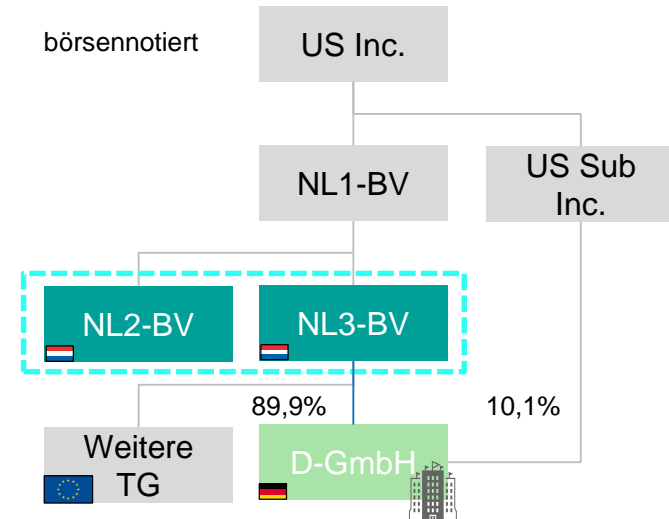 börsennotiert
US Inc.
NL1-BV
US Sub
Inc.
NL2-BV
NL3-BV
89,9%
10,1%
Weitere
TG
D-GmbH